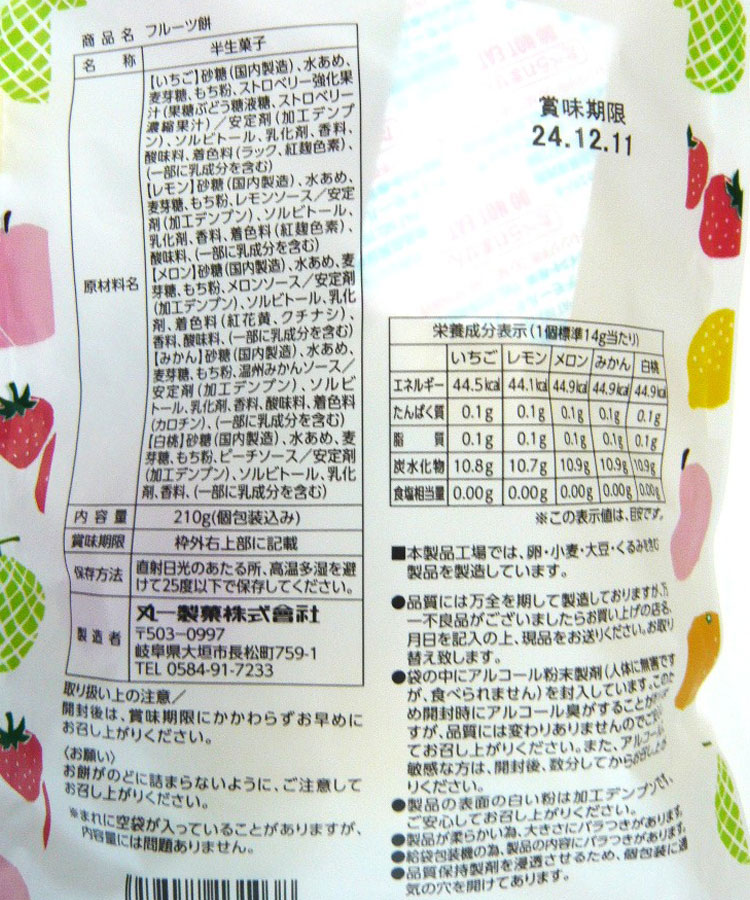 商品名 フルーツ餅
名称 半生菓子
原材料名
【いちご】砂糖(国内製造)、水あめ、
麦芽糖、もち粉、ストロベリー強化果
汁(果糖ぶどう糖液糖、ストロベリー
濃縮果汁)／安定剤(加工デンプ
ン)、ソルビトール、乳化剤、香料、
酸味料、着色料(ラック、紅麹色素)、
(一部に乳成分を含む)
【レモン】砂糖(国内製造)、水あめ、
麦芽糖、もち粉、レモンソース／安定
剤(加工デンプン)、ソルビトール、
乳化剤、香料、着色料(紅麹色素)、
酸味料、(一部に乳成分を含む)
【メロン】砂糖(国内製造)、水あめ、麦
芽糖、もち粉、メロンソース／安定剤
(加工デンプン)、ソルビトール、乳化
剤、着色料(紅花黄、クチナシ)、
香料、酸味料、(一部に乳成分を含む)
【みかん】砂糖(国内製造)、水あめ、
麦芽糖、もち粉、温州みかんソース／
安定剤(加工デンプン)、ソルビ
トール、乳化剤、香料、酸味料、着色料
(カロチン)、(一部に乳成分を含む)
【白桃】砂糖(国内製造)、水あめ、麦
芽糖、もち粉、ピーチソース／安定剤
(加工デンプン)、ソルビトール、乳化
剤、香料、(一部に乳成分を含む)
内容量 210g(個包装込み)
賞味期限 枠外右上部に記載
保存方法 直射日光のあたる所、高温多湿を避
けて25度以下で保存してください。
製造者 丸一製菓株式會社
〒503-0997
岐阜県大垣市長松町759-1
TEL 0584-91-7233
取り扱い上の注意／
開封後は、賞味期限にかかわらずお早めに
お召し上がりください。
〈お願い〉
お餅がのどに詰まらないように、ご注意して
お召し上がりください。
※まれに空袋が入っていることがありますが、
内容量には問題ありません。
賞味期限
24.12.11
DO NOT EAT
栄養成分表示(1個標準14g当たり)
いちご レモン メロン みかん 白桃
エネルギー 44.5kcal 44.1kcal 44.9kcal 44.9kcal 44.9kcal
たんぱく質 0.1g 0.1g 0.1g 0.1g 0.1g
脂質 0.1g 0.1g 0.1g 0.1g 0.1g
炭水化物 10.8g 10.7g 10.9g 10.9g 10.9g
食塩相当量 0.00g 0.00g 0.00g 0.00g 0.00g
※この表示値は、目安です。
■本製品工場では、卵・小麦・大豆・くるみを含む
製品を製造しています。
●品質には万全を期して製造しておりますが、万
一不良品がございましたらお買い上げの店名、
月日を記入の上、現品をお送りください。お取り
替え致します。
●袋の中にアルコール粉末製剤(人体に無害です
が、食べられません)を封入しています。このた
め開封時にアルコール臭がすることが
すが、品質には変わりありませんのでご安心し
てお召し上がりください。また、アルコールに
敏感な方は、開封後、数分してからお召し上が
りください。
●製品の表面の白い粉は加工デンプンです。
ご安心してお召し上がりください。
●製品が柔らかい為、大きさにバラつきがあります。
●給袋包装機の為、製品の内容にバラつきがあります。
●品質保持製剤を浸透させるため、個包装に通
気の穴を開けてあります。